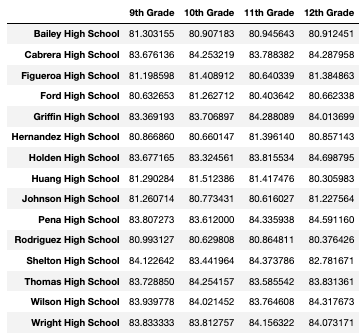 9th Grade 10th Grade 11th Grade 12th Grade
Bailey High School 81.303155 80.907183 80.945643 80.912451
Cabrera High School 83.676136 84.253219 83.788382 84.287958
Figueroa High School 81.198598 81.408912 80.640339 81.384863
Ford High School 80.632653 81.262712 80.403642 80.662338
Griffin High School 83.369193 83.706897 84.288089 84.013699
Hernandez High School 80.866860 80.660147 81.396140 80.857143
Holden High School 83.677165 83.324561 83.815534 84.698795
Huang High School 81.290284 81.512386 81.417476 80.305983
Johnson High School 81.260714 80.773431 80.616027 81.227564
Pena High School 83.807273 83.612000 84.335938 84.591160
Rodriguez High School 80.993127 80.629808 80.864811 80.376426
Shelton High School 84.122642 83.441964 84.373786 82.781671
Thomas High School 83.728850 84.254157 83.585542 83.831361
Wilson High School 83.939778 84.021452 83.764608 84.317673
Wright High School 83.833333 83.812757 84.156322 84.073171